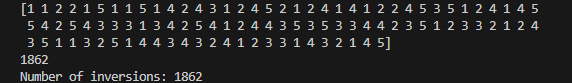 [1 1 2 2 1 5 1 1 5 1 4 2 4 3 1 2 4 5 2 1 2 4 1 4 1 2 2 4 5 3 5 1 2 4 1 4 5
 5 4 2 5 4 3 3 3 1 3 4 2 5 4 1 2 4 4 3 5 3 5 3 3 4 4 2 3 5 1 2 3 3 2 1 2 4
 3 5 1 1 3 2 5 1 4 4 3 4 3 2 4 1 2 3 3 1 4 3 2 1 4 5]
1862
Number of inversions: 1862